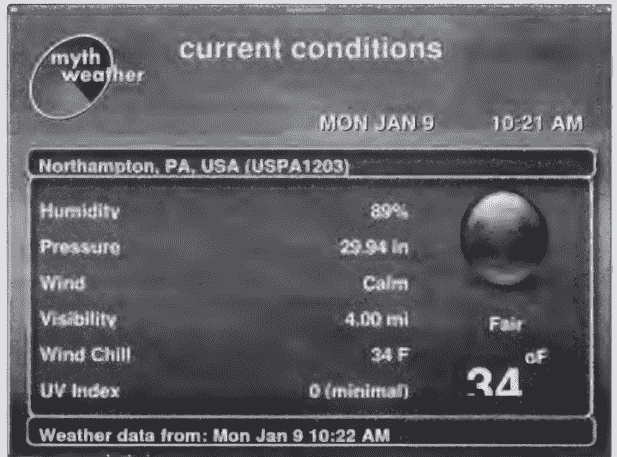 myth
weather
current conditions
MON JAN 9 10:21 AM
Northampton, PA, USA (USPA1203)
Humidity 89%
Pressure 29.94 in
Wind Calm
Visibility 4.00 mi
Wind Chill 34 F
UV Index 0 (minimal)
Fair
34 oF
Weather data from: Mon Jan 9 10:22 AM